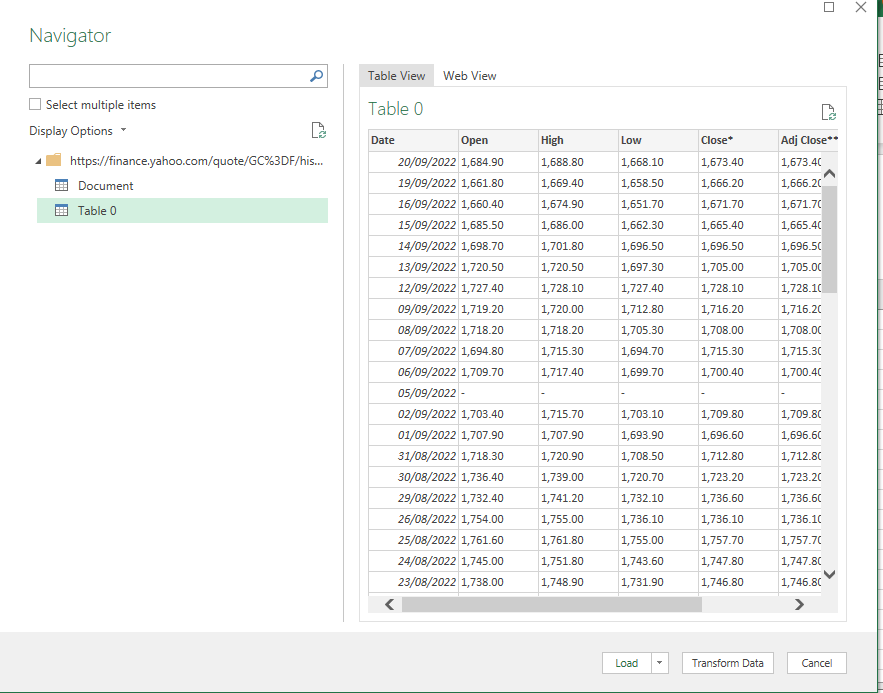 Navigator
Select multiple items
Display Options
https://finance.yahoo.com/quote/GC%3DF/his...
Document
Table 0
Table View Web View
Table 0
Date Open High Low Close* Adj Close**
20/09/2022 1,684.90 1,688.80 1,668.10 1,673.40 1,673.40
19/09/2022 1,661.80 1,669.40 1,658.50 1,666.20 1,666.20
16/09/2022 1,660.40 1,674.90 1,651.70 1,671.70 1,671.70
15/09/2022 1,685.50 1,686.00 1,662.30 1,665.40 1,665.40
14/09/2022 1,698.70 1,701.80 1,696.50 1,696.50 1,696.50
13/09/2022 1,720.50 1,720.50 1,697.30 1,705.00 1,705.00
12/09/2022 1,727.40 1,728.10 1,727.40 1,728.10 1,728.10
09/09/2022 1,719.20 1,720.00 1,712.80 1,716.20 1,716.20
08/09/2022 1,718.20 1,718.20 1,705.30 1,708.00 1,708.00
07/09/2022 1,694.80 1,715.30 1,694.70 1,715.30 1,715.30
06/09/2022 1,709.70 1,717.40 1,699.70 1,700.40 1,700.40
05/09/2022 - - - - -
02/09/2022 1,703.40 1,715.70 1,703.10 1,709.80 1,709.80
01/09/2022 1,707.90 1,707.90 1,693.90 1,696.60 1,696.60
31/08/2022 1,718.30 1,720.90 1,708.50 1,712.80 1,712.80
30/08/2022 1,736.40 1,739.00 1,720.70 1,723.20 1,723.20
29/08/2022 1,732.40 1,741.20 1,732.10 1,736.60 1,736.60
26/08/2022 1,754.00 1,755.00 1,736.10 1,736.10 1,736.10
25/08/2022 1,761.60 1,761.80 1,755.00 1,757.70 1,757.70
24/08/2022 1,745.00 1,751.80 1,743.60 1,747.80 1,747.80
23/08/2022 1,738.00 1,748.90 1,731.90 1,746.80 1,746.80
Load Transform Data Cancel